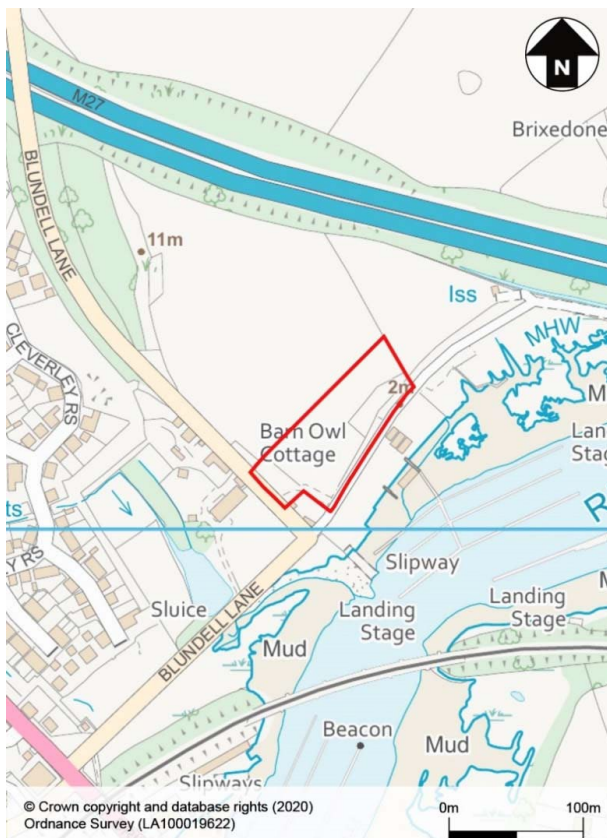 N
M27
Brixedone
BLUNDELL LANE
11m
Iss
MHW
CLEVERLEY RS
2m
M
Lan
Stag
Barn Owl
Cottage
ts
R
Y RS
Slipway
Sluice
Landing
Stage
Landing
Stage
M
BLUNDELL LANE
Mud
Beacon
Mud
Slipways
© Crown copyright and database rights (2020)
Ordnance Survey (LA100019622)
0m
100m